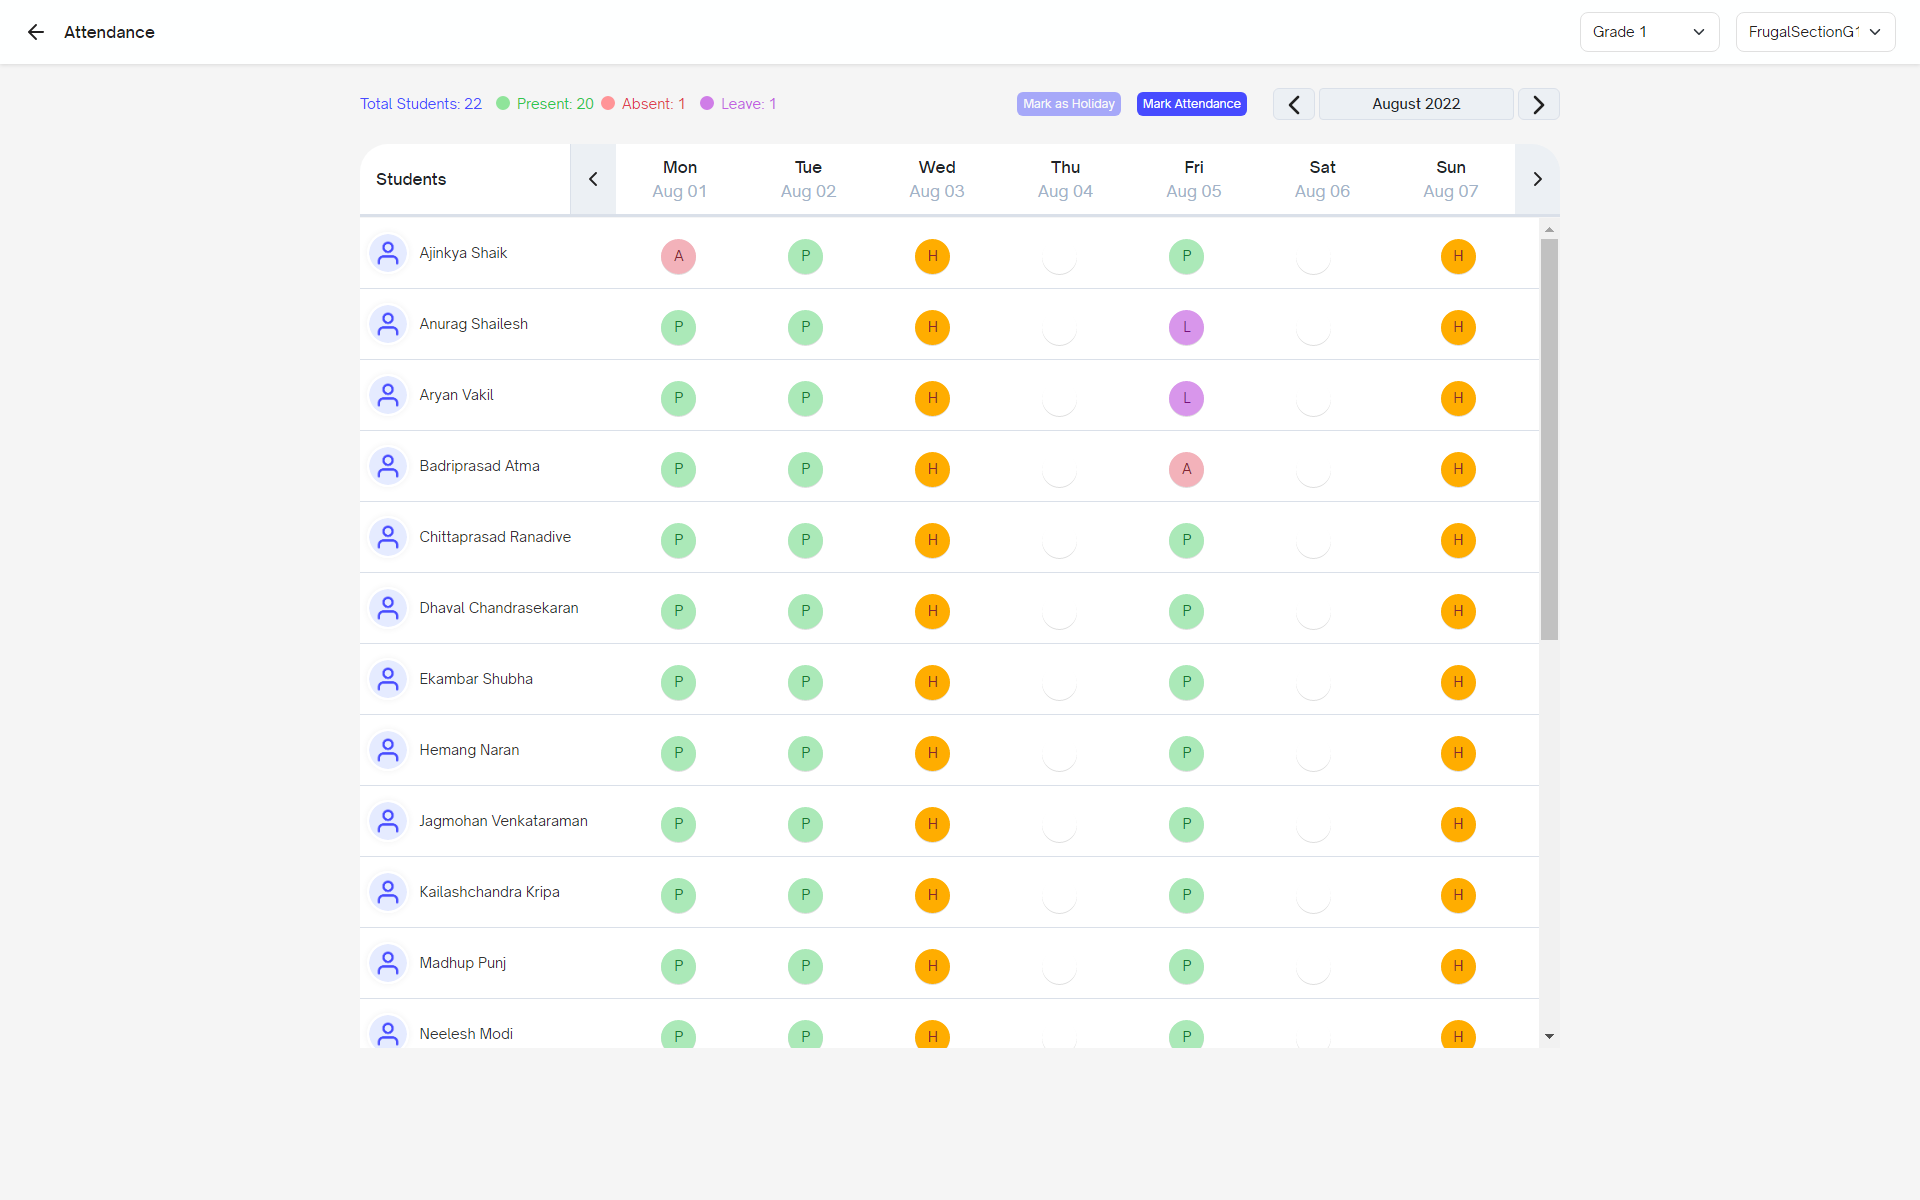 Attendance
Grade 1
FrugalSectionG1
Total Students: 22 Present: 20 Absent: 1 Leave: 1
Mark as Holiday
Mark Attendance
August 2022
Students
Mon Tue Wed Thu Fri Sat Sun
Aug 01 Aug 02 Aug 03 Aug 04 Aug 05 Aug 06 Aug 07
Ajinkya Shaik A P H P H
Anurag Shailesh P P H L H
Aryan Vakil P P H L H
Badriprasad Atma P P H A H
Chittaprasad Ranadive P P H P H
Dhaval Chandrasekaran P P H P H
Ekambar Shubha P P H P H
Hemang Naran P P H P H
Jagmohan Venkataraman P P H P H
Kailashchandra Kripa P P H P H
Madhup Punj P P H P H
Neelesh Modi P P H P H